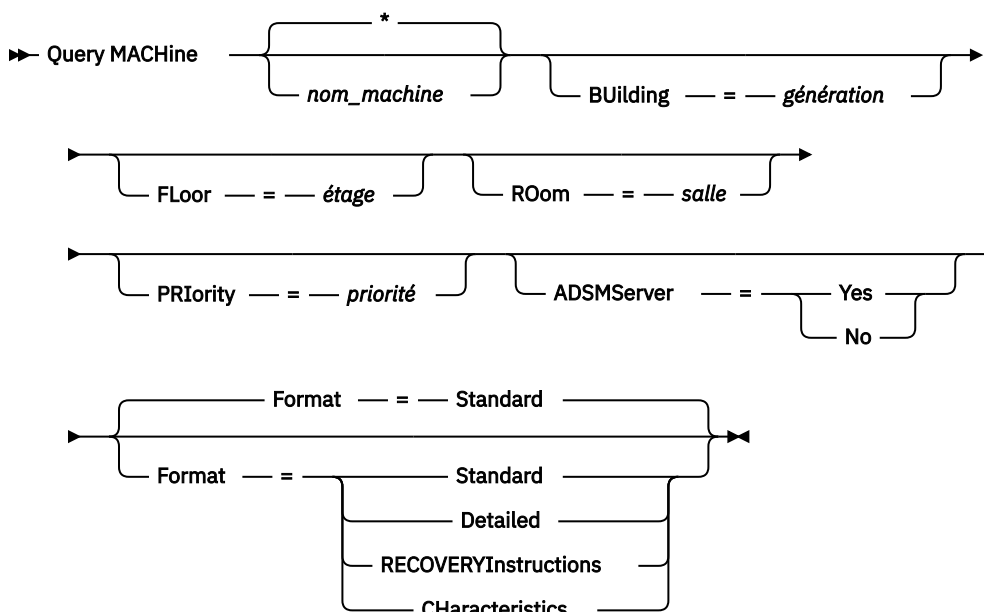 *
Query MACHine
nom_machine
BUilding = génération
FLoor = étage
ROom = salle
PRIority = priorité
ADSMServer = Yes
No
Format = Standard
Format = Standard
Detailed
RECOVERYInstructions
CHaracteristics